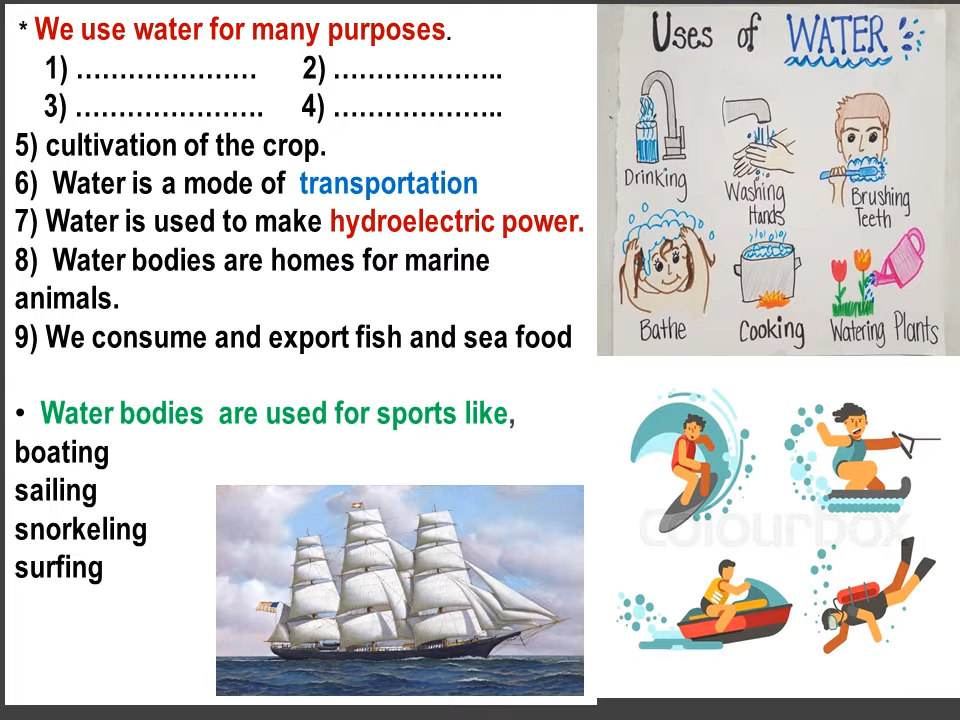 * We use water for many purposes.
1) ………………… 2) ………………..
3) …………………. 4) ………………..
5) cultivation of the crop.
6) Water is a mode of transportation
7) Water is used to make hydroelectric power.
8) Water bodies are homes for marine
animals.
9) We consume and export fish and sea food
• Water bodies are used for sports like,
boating
sailing
snorkeling
surfing
Uses of WATER
Drinking
Washing
Hands
Brushing
Teeth
Bathe
Cooking
Watering Plants
colourbox